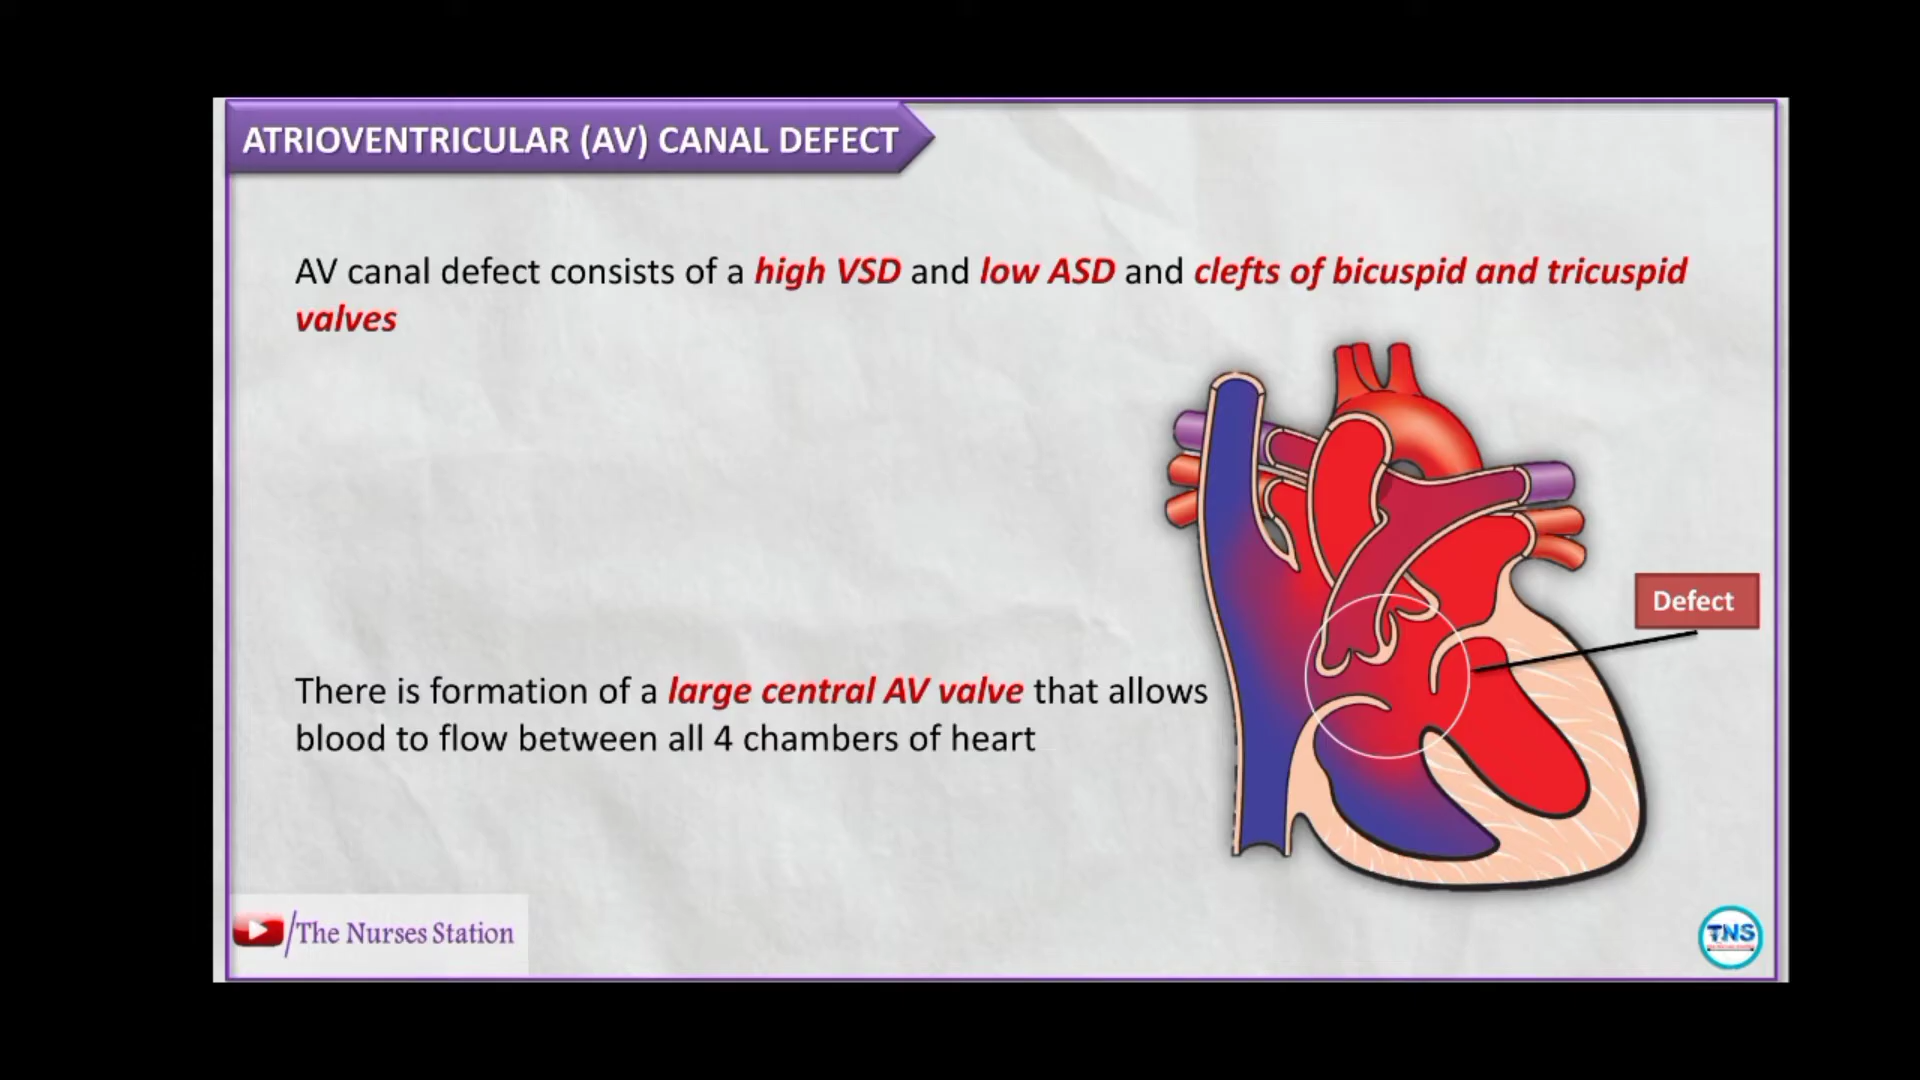 ATRIOVENTRICULAR (AV) CANAL DEFECT
AV canal defect consists of a high VSD and low ASD and clefts of bicuspid and tricuspid
valves
Defect
There is formation of a large central AV valve that allows
blood to flow between all 4 chambers of heart
/The Nurses Station
TNS